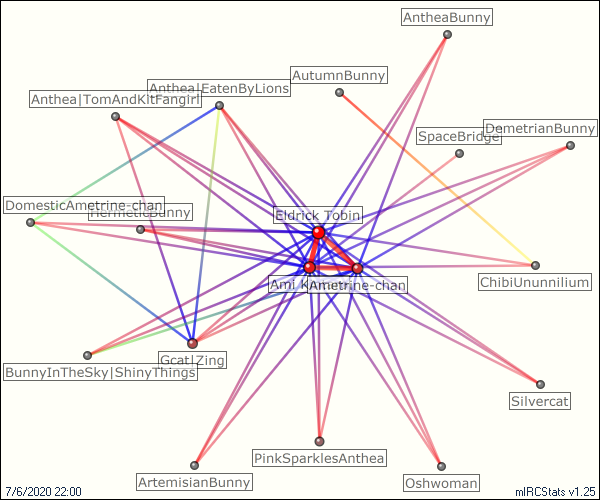 AntheaBunny
AutumnBunny
Anthea|EatenByLions
Anthea|TomAndKitFangirl
SpaceBridge
DemetrianBunny
DomesticAmetrine-chan
HermeticBunny
Eldrick Tobin
Ami
Ametrine-chan
ChibiUnunnilium
Gcat|Zing
BunnyInTheSky|ShinyThings
Silvercat
PinkSparklesAnthea
ArtemisianBunny
Oshwoman
7/6/2020 22:00
mIRCStats v1.25